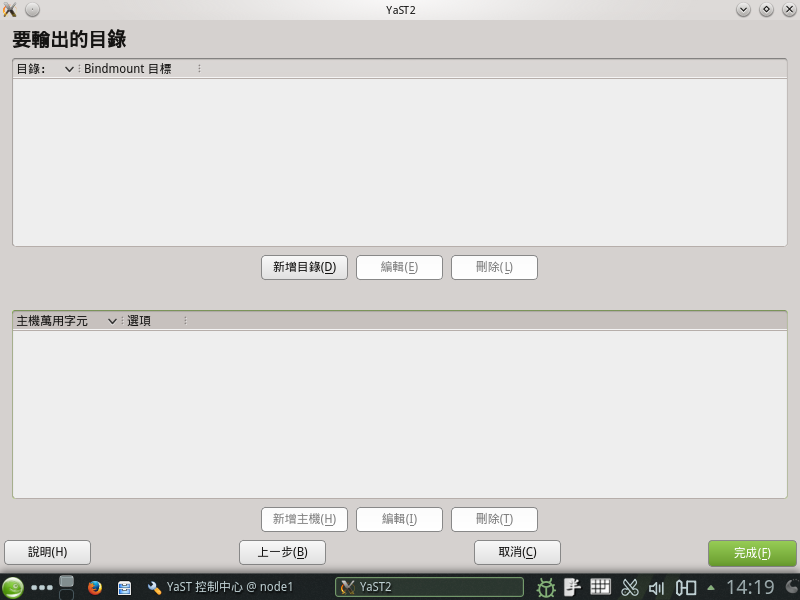 YaST2
要輸出的目錄
目錄: Bindmount 目標
新增目錄(D) 編輯(E) 刪除(L)
主機萬用字元 選項
新增主機(H) 編輯(I) 刪除(T)
說明(H) 上一步(B) 取消(C) 完成(F)
YaST 控制中心 @ node1 YaST2 14:19